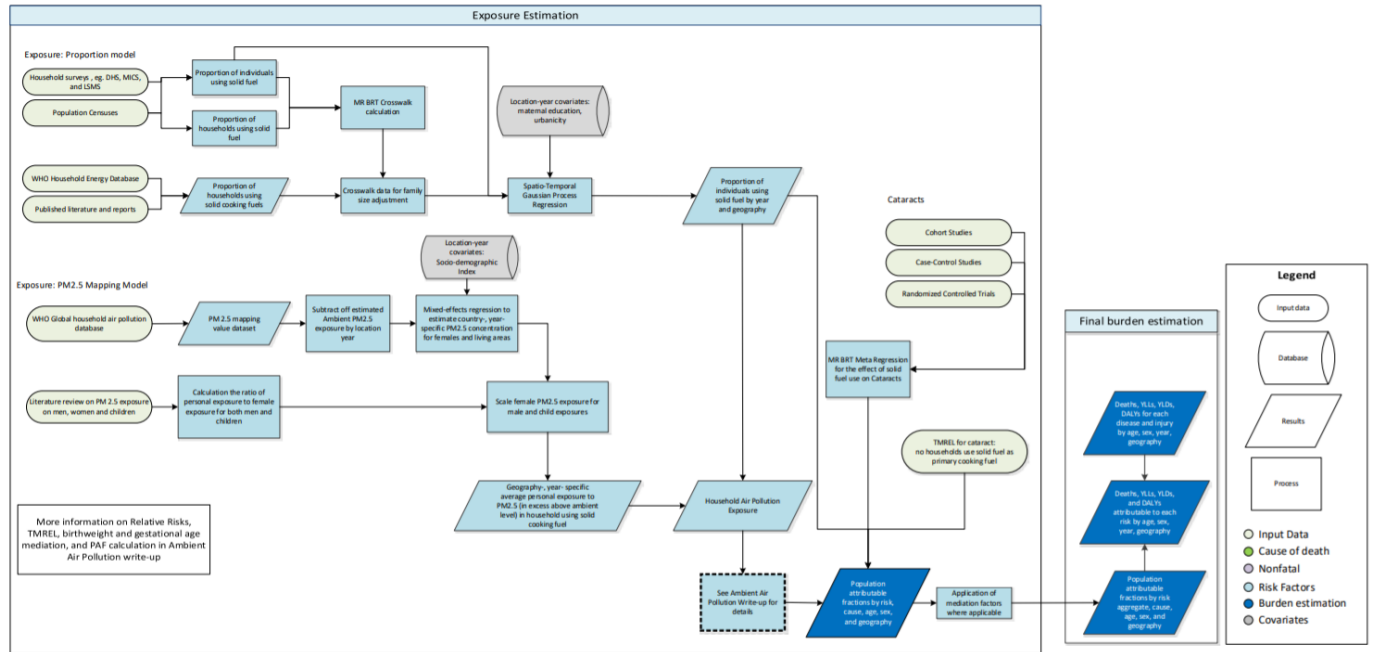 Exposure Estimation
Exposure: Proportion model
Household surveys , eg. DHS, MICS,
and LSMS
Population Censuses
Proportion of individuals
using solid fuel
Proportion of
households using solid
fuel
MR BRT Crosswalk
calculation
Location-year
covariates:
maternal education,
urbanicity
WHO Household Energy Database
Published literature and reports
Proportion of
households using
solid cooking fuels
Crosswalk data for family
size adjustment
Spatio-Temporal
Gaussian Process
Regression
Proportion of
individuals using
solid fuel by year
and geography
Cataracts
Cohort Studies
Case-Control Studies
Randomized Controlled Trials
Exposure: PM2.5 Mapping Model
Location-year
covariates:
Socio-demographic
Index
WHO Global household air pollution
database
PM 2.5 mapping
value dataset
Subtract off estimated
Ambient PM2.5
exposure by location
year
Mixed-effects regression to
estimate country-, year-
specific PM2.5 concentration
for females and living areas
MR BRT Meta Regression
for the effect of solid
fuel use on Cataracts
Literature review on PM 2.5 exposure
on men, women and children
Calculation the ratio of
personal exposure to female
exposure for both men and
children
Scale female PM2.5 exposure for
male and child exposures
TMREL for cataract:
no households use solid fuel as
primary cooking fuel
Geography-, year- specific
average personal exposure to
PM2.5 (in excess above ambient
level) in household using solid
cooking fuel
Household Air Pollution
Exposure
More information on Relative Risks,
TMREL, birthweight and gestational age
mediation, and PAF calculation in Ambient
Air Pollution write-up
See Ambient Air
Pollution Write-up for
details
Population
attributable
fractions by risk,
cause, age, sex,
and geography
Application of
mediation factors
where applicable
Final burden estimation
Deaths, YLLs, YLDs,
DALYs for each
disease and injury
by age, sex, year,
geography
Deaths, YLLs, YLDs,
and DALYs
attributable to each
risk by age, sex,
year, geography
Population
attributable
fractions by risk
aggregate, cause,
age, sex, and
geography
Legend
Input data
Database
Results
Process
Input Data
Cause of death
Nonfatal
Risk Factors
Burden estimation
Covariates